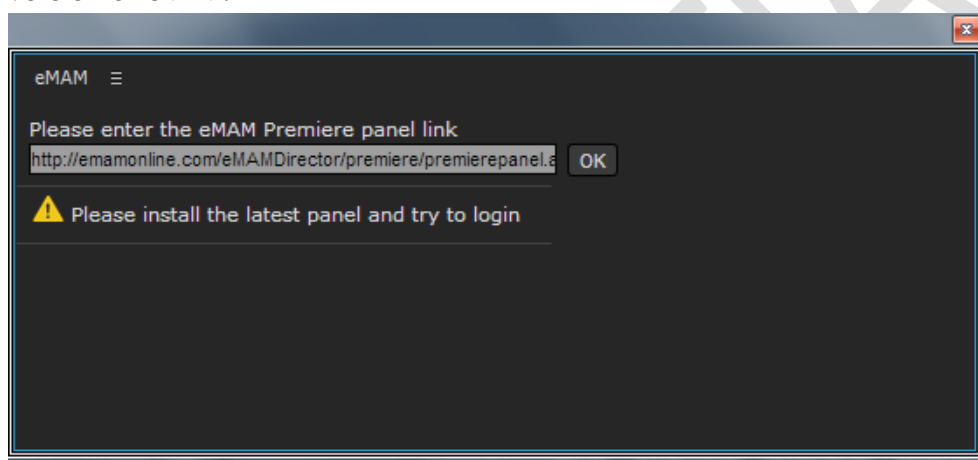 eMAM
Please enter the eMAM Premiere panel link
http://emamonline.com/eMAMDirector/premiere/premierepanel.a
OK
Please install the latest panel and try to login